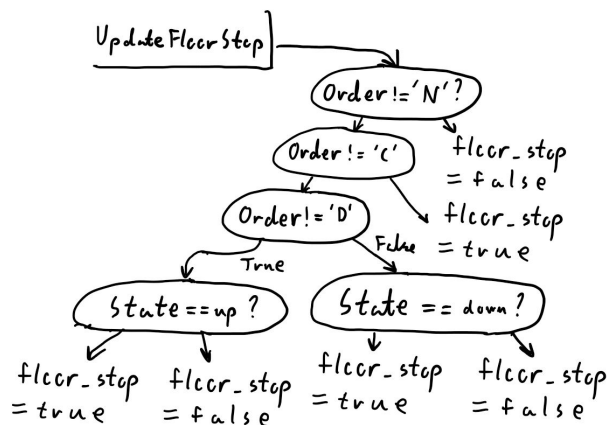 UpdateFloorStop
Order!='N'?
Order!='C'
floor_stop
=false
Order!='D'
floor_stop
=true
True
False
State==up?
State == down?
floor_stop
=true
floor_stop
=false
floor_stop
=true
floor_stop
=false